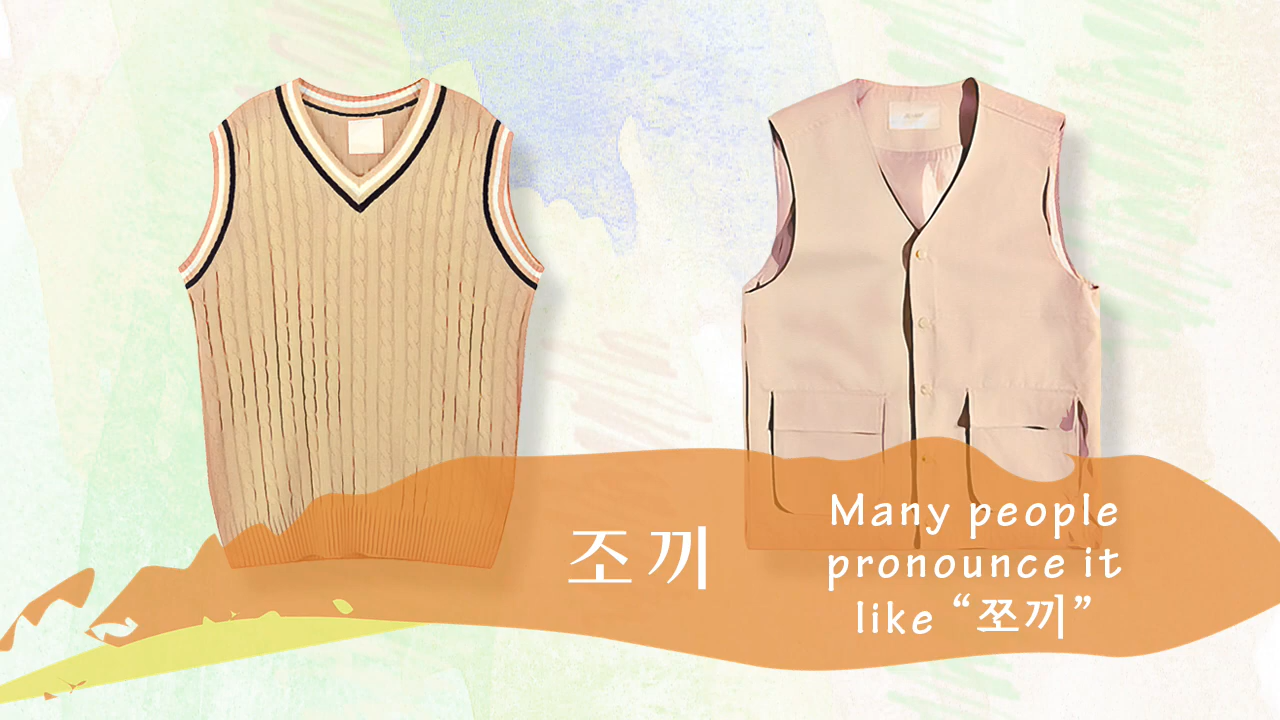 조끼
Many people
pronounce it
like “쪼끼”